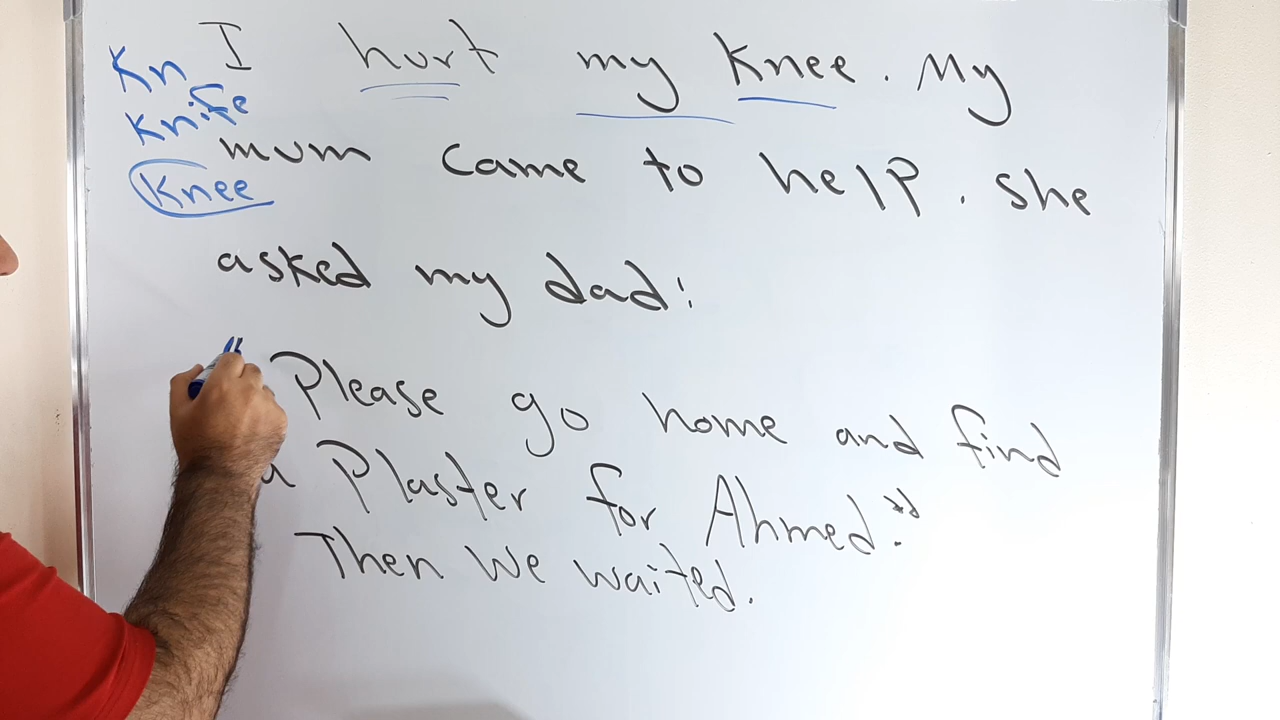 Kn
Knife
Knee
I hurt my Knee. My
mum came to help. She
asked my dad:
Please go home and find
a Plaster for Ahmed."
Then we waited.